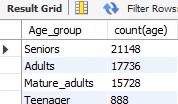 Result Grid Filter Rows:
Age_group count(age)
Seniors 21148
Adults 17736
Mature_adults 15728
Teenager 888